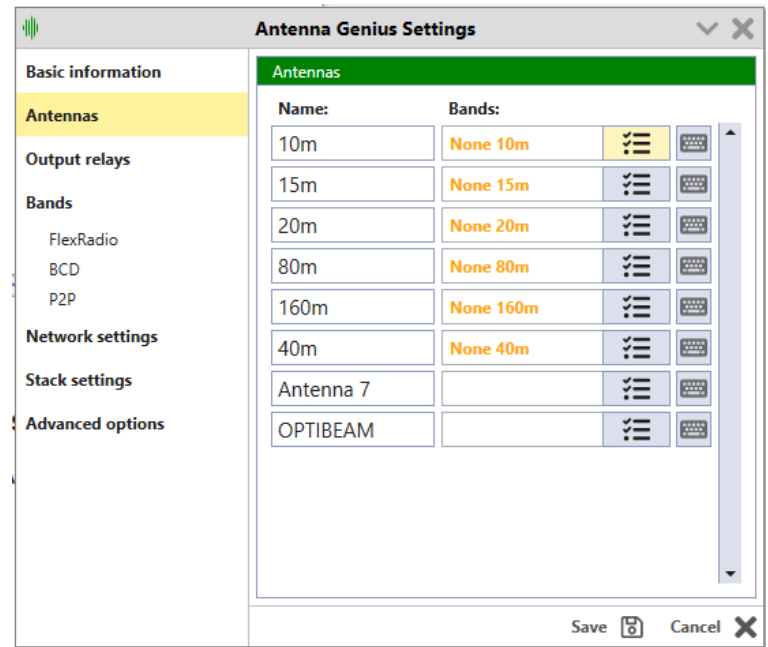 Antenna Genius Settings
Basic information
Antennas
Output relays
Bands
FlexRadio
BCD
P2P
Network settings
Stack settings
Advanced options
Antennas
Name: Bands:
10m None 10m
15m None 15m
20m None 20m
80m None 80m
160m None 160m
40m None 40m
Antenna 7
OPTIBEAM
Save Cancel